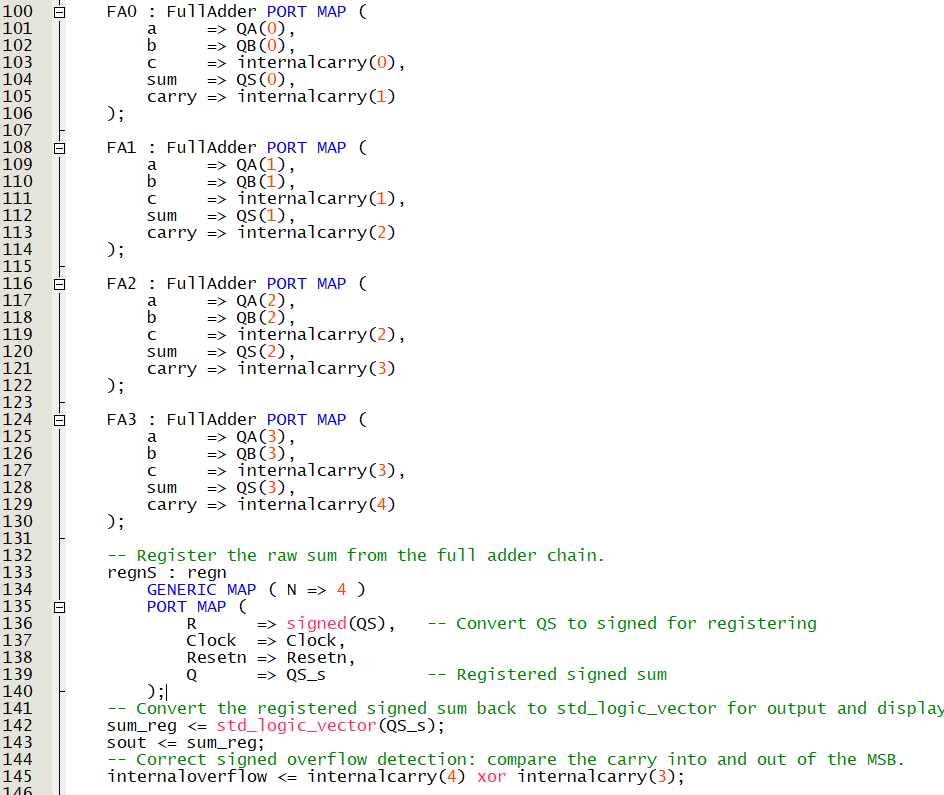 100 FA0 : FullAdder PORT MAP (
101 a => QA(0),
102 b => QB(0),
103 c => internalcarry(0),
104 sum => QS(0),
105 carry => internalcarry(1)
106 );
107
108 FA1 : FullAdder PORT MAP (
109 a => QA(1),
110 b => QB(1),
111 c => internalcarry(1),
112 sum => QS(1),
113 carry => internalcarry(2)
114 );
115
116 FA2 : FullAdder PORT MAP (
117 a => QA(2),
118 b => QB(2),
119 c => internalcarry(2),
120 sum => QS(2),
121 carry => internalcarry(3)
122 );
123
124 FA3 : FullAdder PORT MAP (
125 a => QA(3),
126 b => QB(3),
127 c => internalcarry(3),
128 sum => QS(3),
129 carry => internalcarry(4)
130 );
131
132 -- Register the raw sum from the full adder chain.
133 regnS : regn
134 GENERIC MAP ( N => 4 )
135 PORT MAP (
136 R => signed(QS), -- Convert QS to signed for registering
137 Clock => Clock,
138 Resetn => Resetn,
139 Q => QS_s -- Registered signed sum
140 );
141 -- Convert the registered signed sum back to std_logic_vector for output and display
142 sum_reg <= std_logic_vector(QS_s);
143 sout <= sum_reg;
144 -- Correct signed overflow detection: compare the carry into and out of the MSB.
145 internaloverflow <= internalcarry(4) xor internalcarry(3);
146